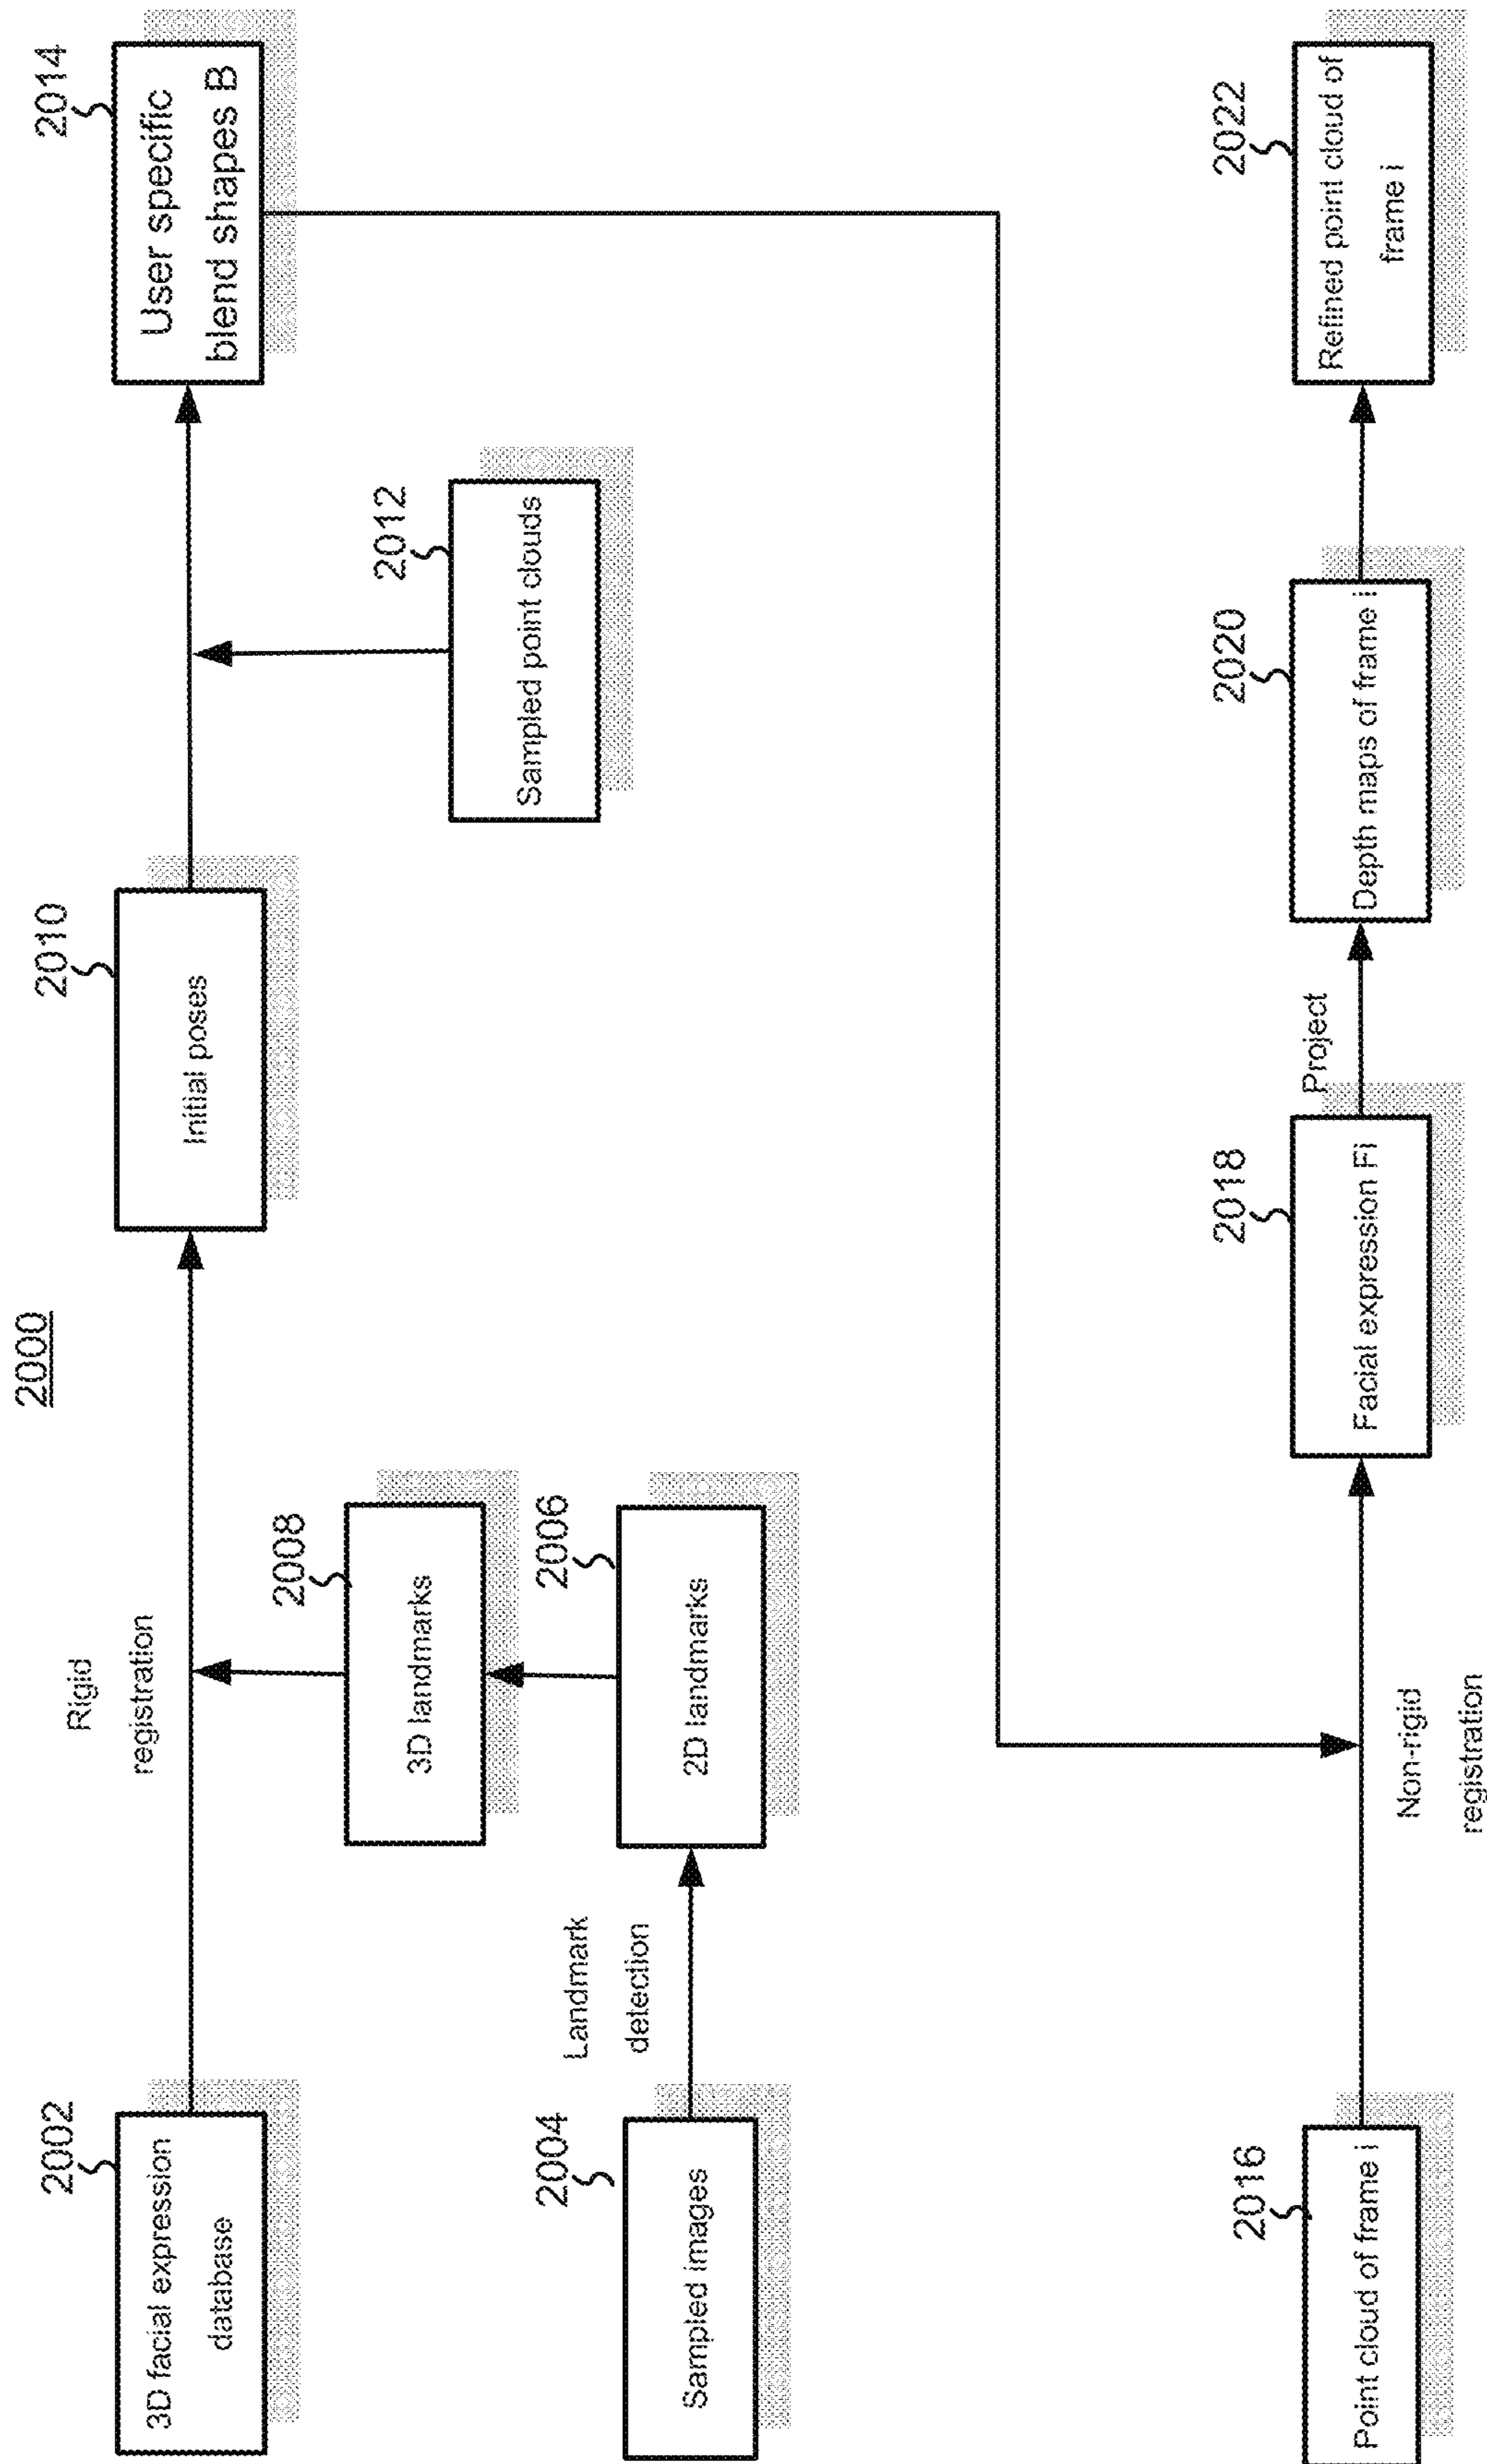 2000
2002
3D facial expression
database
Rigid
registration
2010
Initial poses
2014
User specific
blend shapes B
2008
3D landmarks
2012
Sampled point clouds
2004
Sampled images
Landmark
detection
2006
2D landmarks
2016
Point cloud of frame i
Non-rigid
registration
2018
Facial expression Fi
Project
2020
Depth maps of frame i
2022
Refined point cloud of
frame i